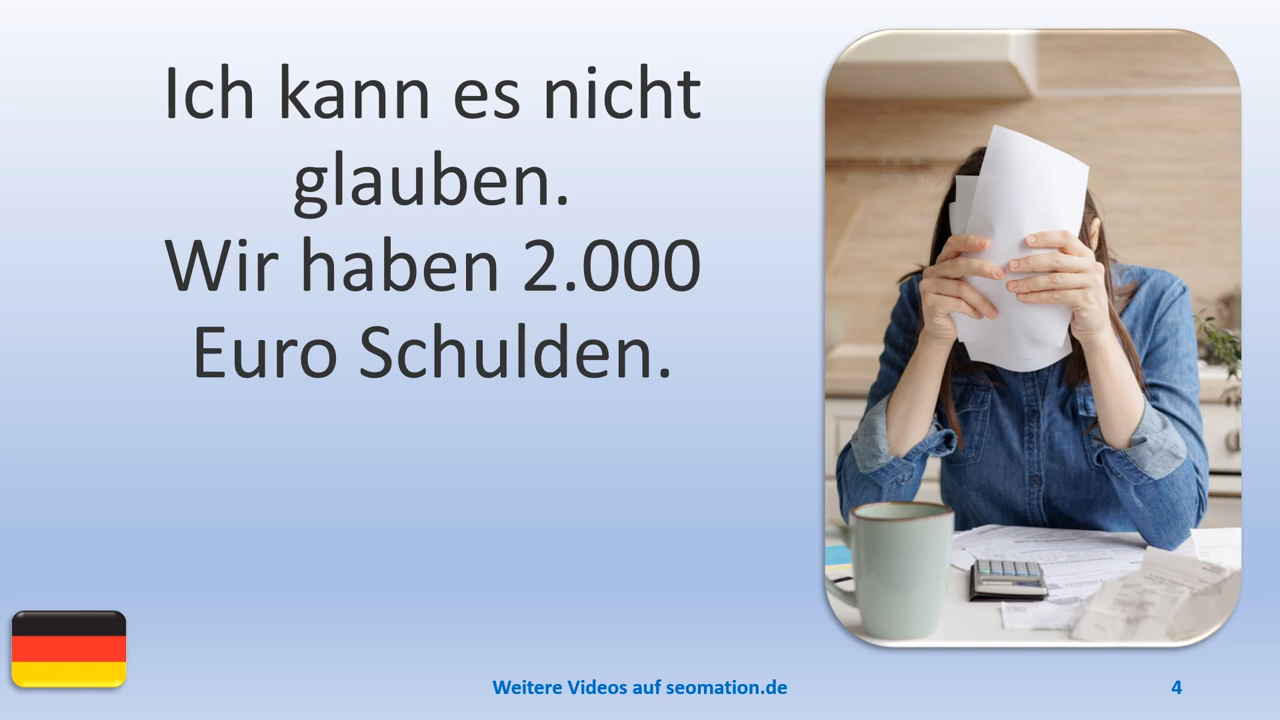 Ich kann es nicht
glauben.
Wir haben 2.000
Euro Schulden.
Weitere Videos auf seomation.de
4